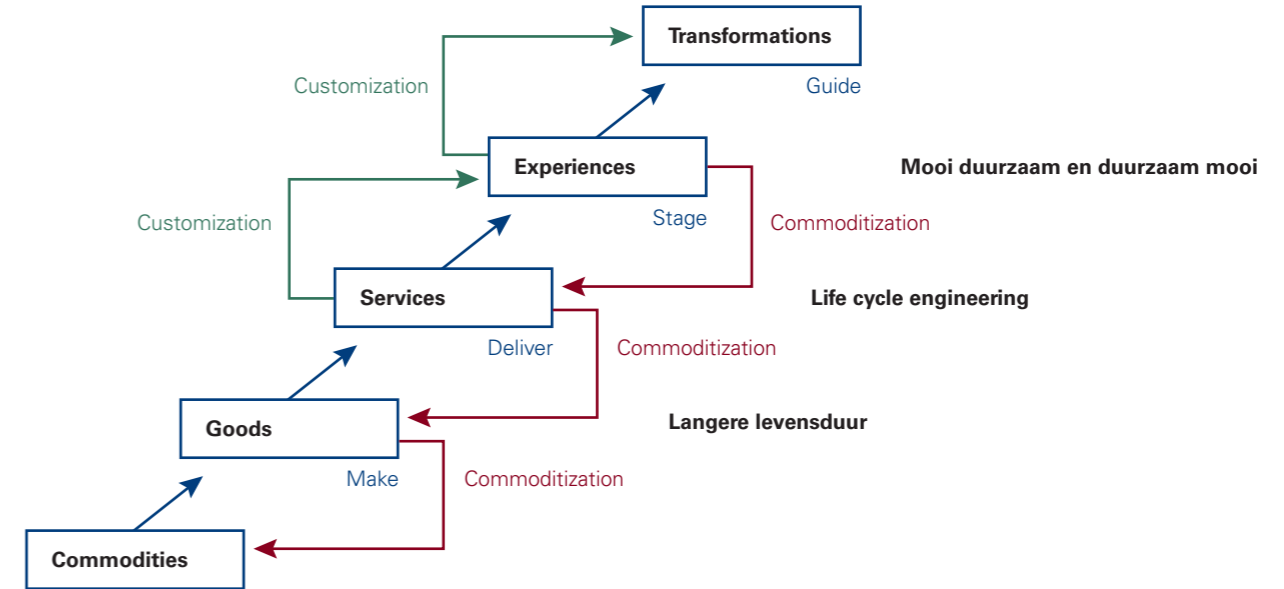 Transformations
Customization
Guide
Experiences
Mooi duurzaam en duurzaam mooi
Customization
Stage
Commoditization
Services
Life cycle engineering
Deliver
Commoditization
Goods
Langere levensduur
Make
Commoditization
Commodities